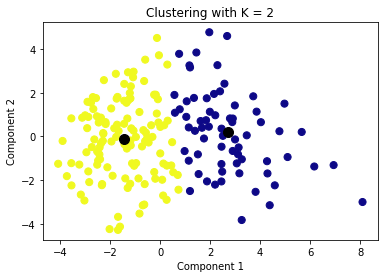 Clustering with K = 2
4
2
0
−2
−4
Component 2
−4 −2 0 2 4 6 8
Component 1